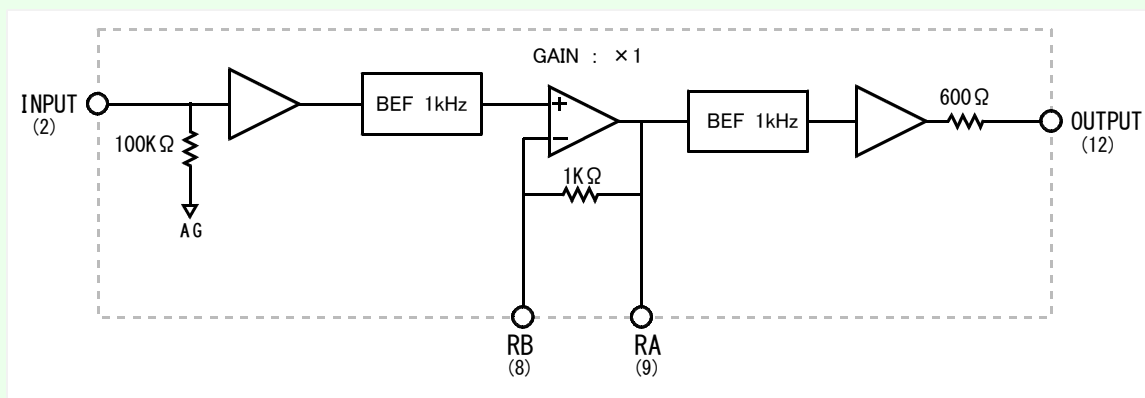 GAIN : ×1
INPUT
(2)
100KΩ
AG
BEF 1kHz
+
−
1KΩ
BEF 1kHz
600Ω
OUTPUT
(12)
RB
(8)
RA
(9)